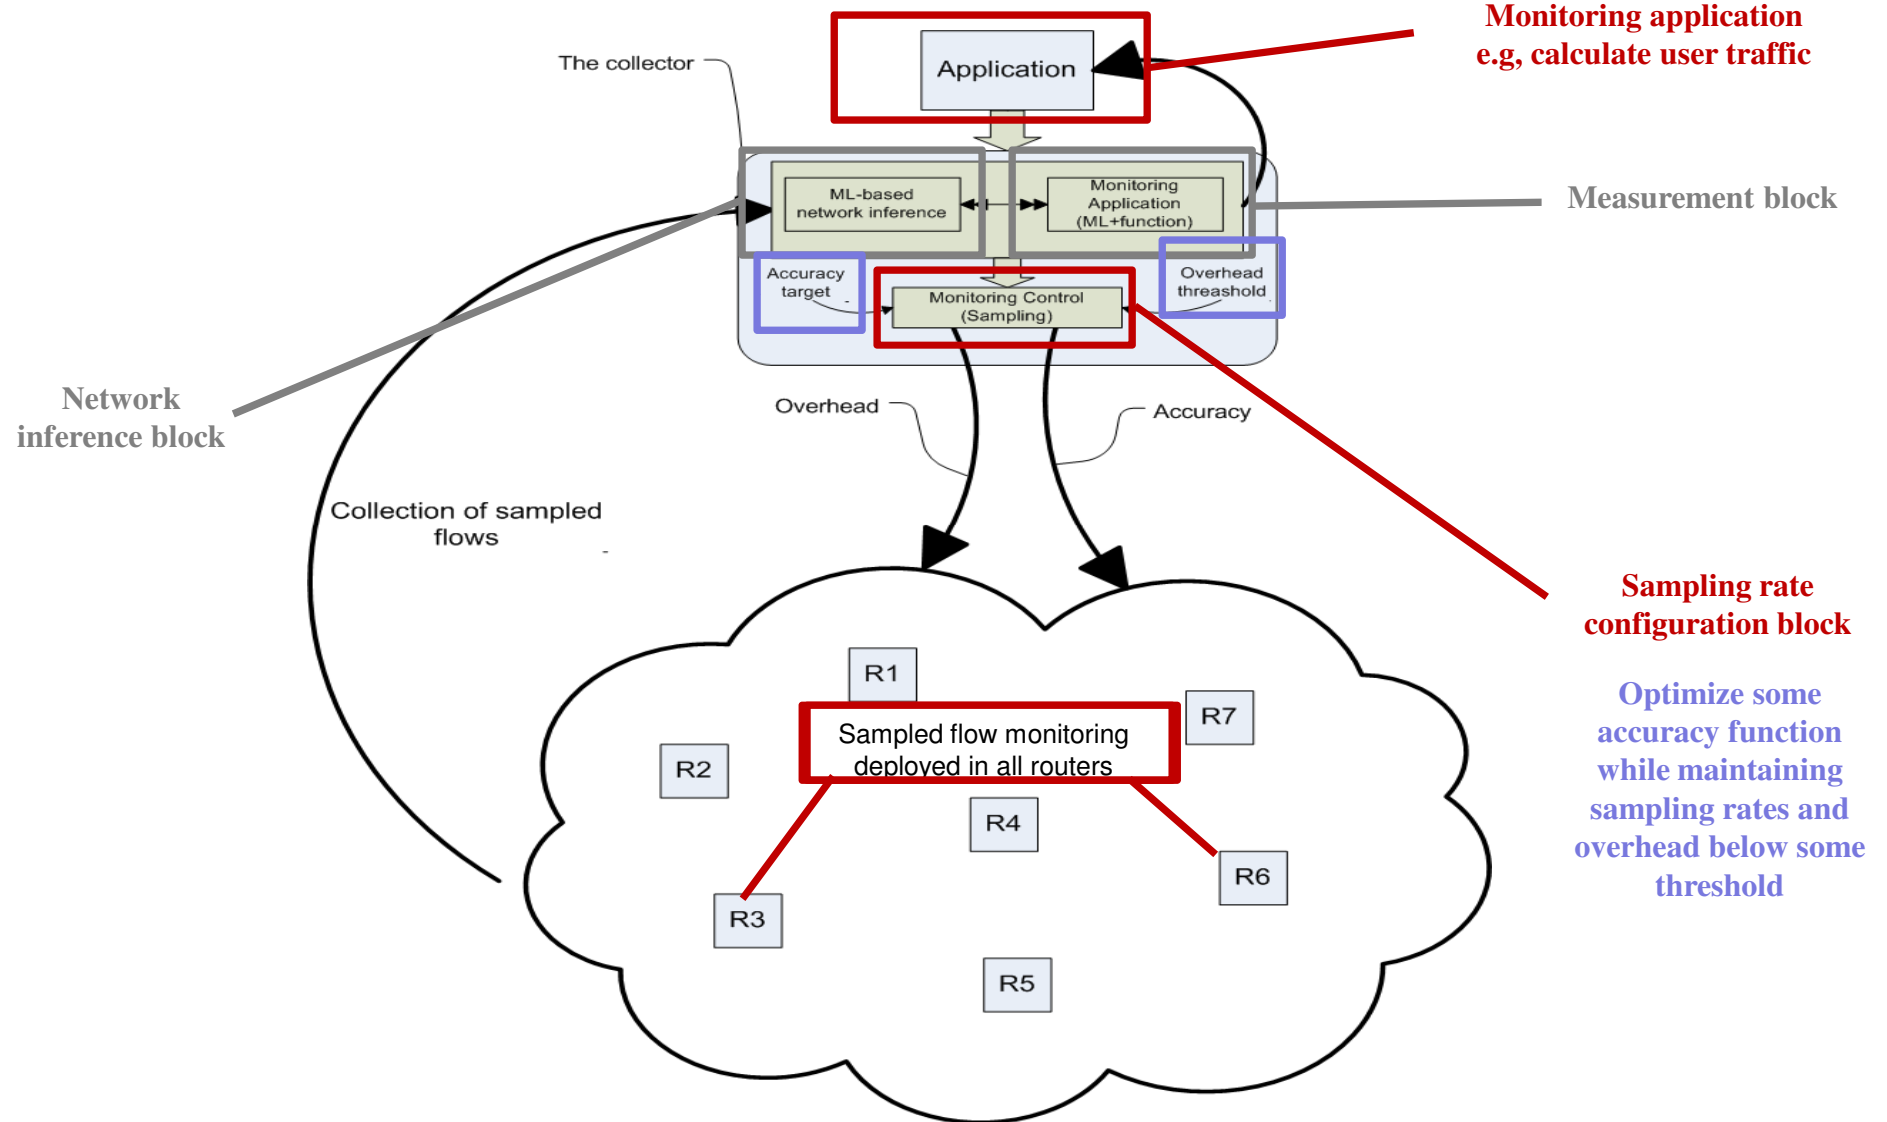 Monitoring application
e.g, calculate user traffic
The collector
Application
ML-based
network inference
Monitoring
Application
(ML+function)
Measurement block
Accuracy
target
Overhead
threashold
Monitoring Control
(Sampling)
Network
inference block
Overhead
Accuracy
Collection of sampled
flows
Sampling rate
configuration block
Optimize some
accuracy function
while maintaining
sampling rates and
overhead below some
threshold
R1
R7
Sampled flow monitoring
deployed in all routers
R2
R4
R6
R3
R5